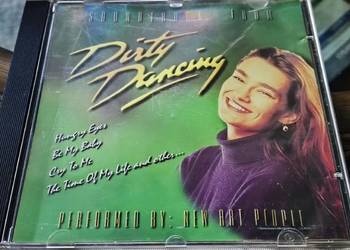 SOUNDTRACK FROM
Dirty
Dancing
Hungry Eyes
Be My Baby
Cry To Me
The Time Of My Life and other...
PERFORMED BY: NEW ART PEOPLE